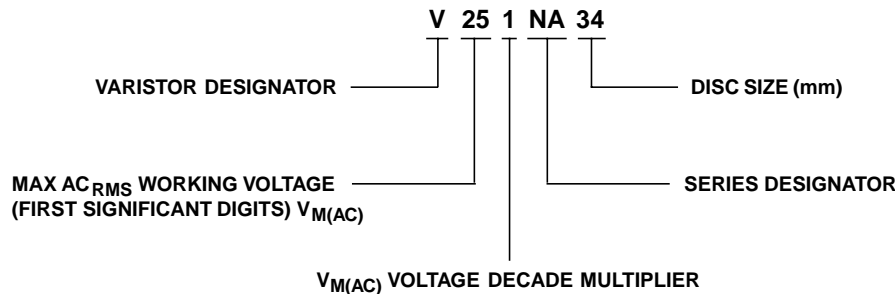 V 25 1 NA 34
VARISTOR DESIGNATOR
DISC SIZE (mm)
MAX AC RMS WORKING VOLTAGE
(FIRST SIGNIFICANT DIGITS) VM(AC)
SERIES DESIGNATOR
VM(AC) VOLTAGE DECADE MULTIPLIER